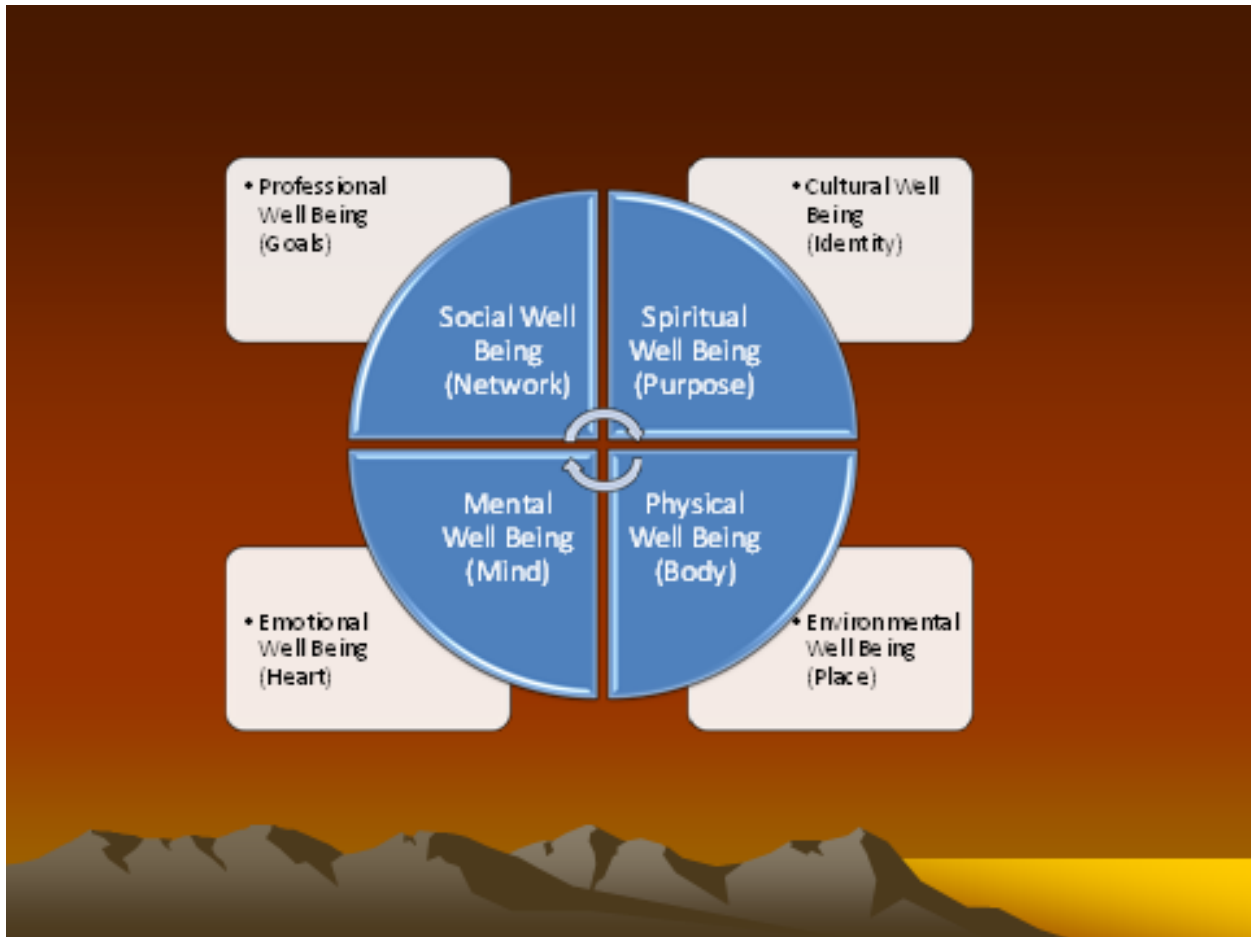 • Professional
Well Being
(Goals)
• Cultural Well
Being
(Identity)
Social Well
Being
(Network)
Spiritual
Well Being
(Purpose)
Mental
Well Being
(Mind)
Physical
Well Being
(Body)
• Emotional
Well Being
(Heart)
• Environmental
Well Being
(Place)